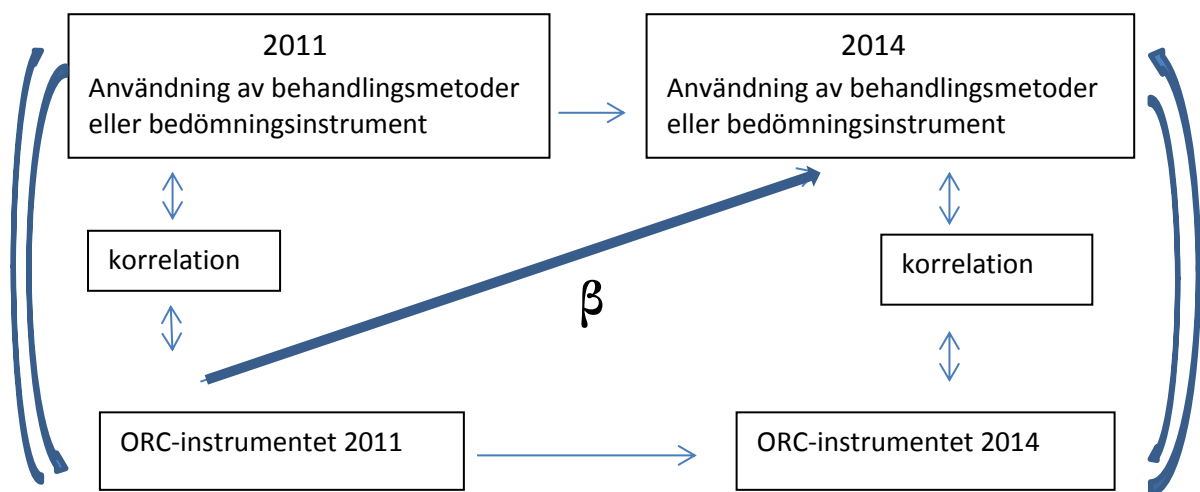 2011
Användning av behandlingsmetoder
eller bedömningsinstrument
2014
Användning av behandlingsmetoder
eller bedömningsinstrument
korrelation
korrelation
β
ORC-instrumentet 2011
ORC-instrumentet 2014